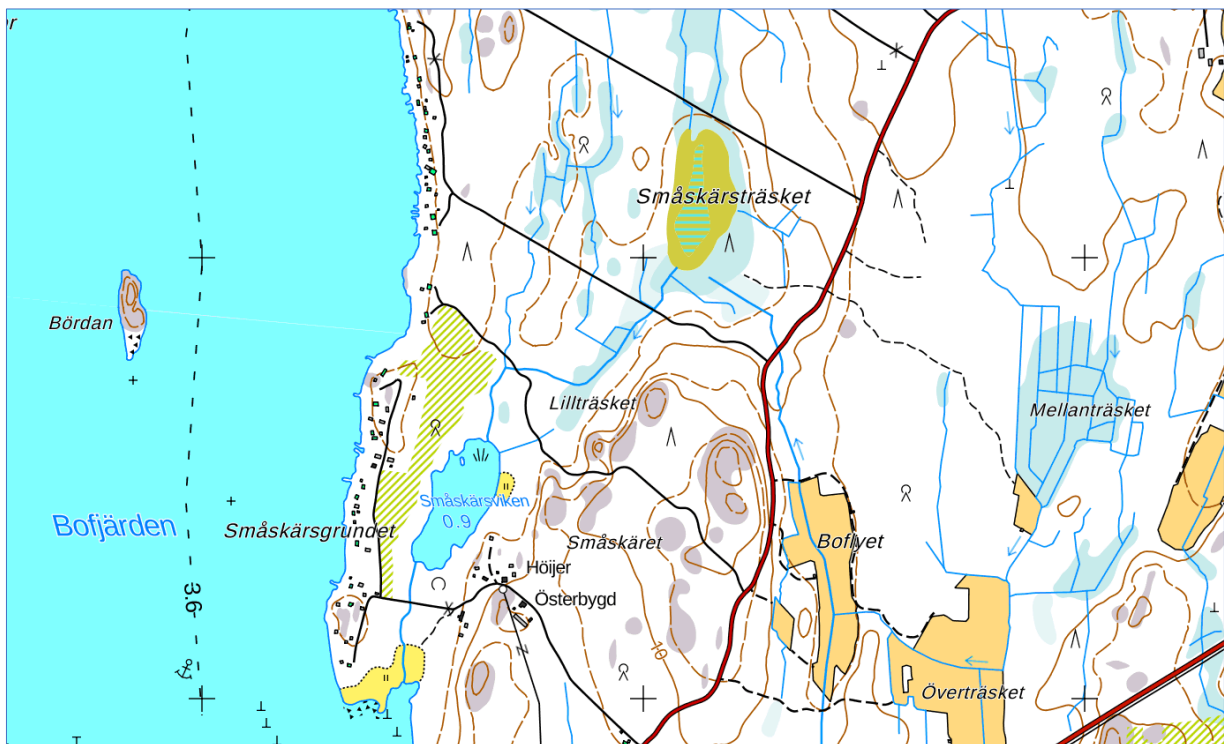 Småskärsträsket
Bördan
Lillträsket
Mellanträsket
Småskärsviken
0.9
Bofjärden
Småskärsgrundet
Småskäret
Boflyet
Höijer
Österbygd
3.6
10
Överträsket